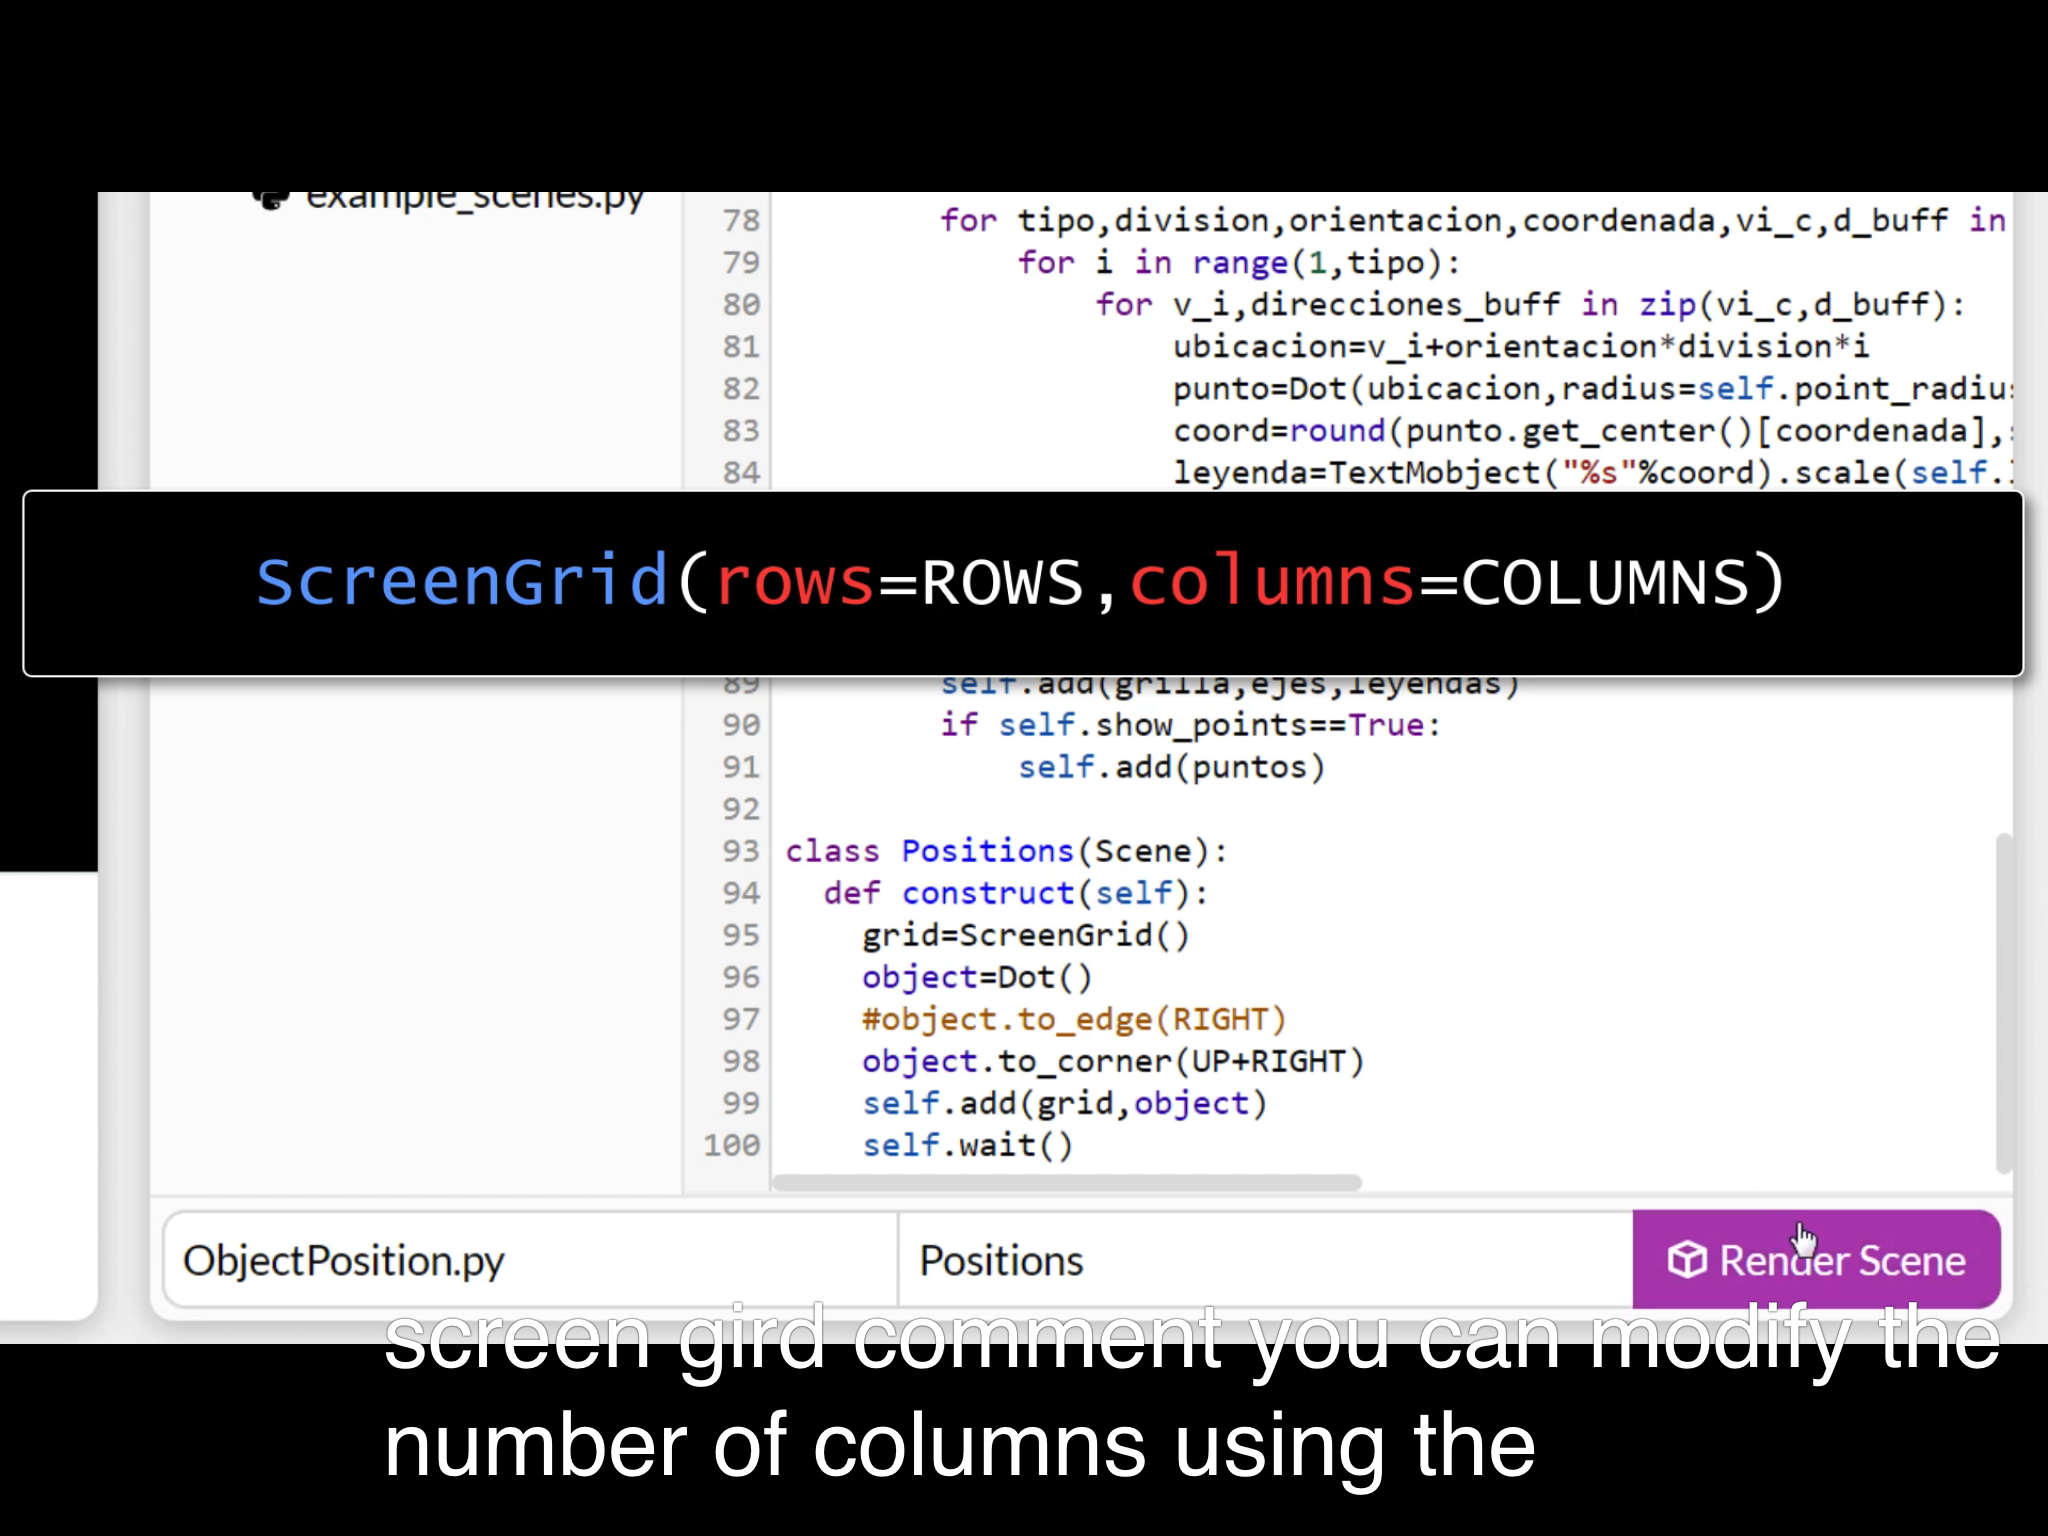 example_scenes.py
78 for tipo,division,orientacion,coordenada,vi_c,d_buff in
79 for i in range(1,tipo):
80 for v_i,direcciones_buff in zip(vi_c,d_buff):
81 ubicacion=v_i+orientacion*division*i
82 punto=Dot(ubicacion,radius=self.point_radius
83 coord=round(punto.get_center()[coordenada],
84 leyenda=TextMobject("%s"%coord).scale(self.
ScreenGrid(rows=ROWS,columns=COLUMNS)
89 self.add(grilla,ejes,leyendas)
90 if self.show_points==True:
91 self.add(puntos)
92
93 class Positions(Scene):
94 def construct(self):
95 grid=ScreenGrid()
96 object=Dot()
97 #object.to_edge(RIGHT)
98 object.to_corner(UP+RIGHT)
99 self.add(grid,object)
100 self.wait()
ObjectPosition.py
Positions
Render Scene
screen gird comment you can modify the
number of columns using the